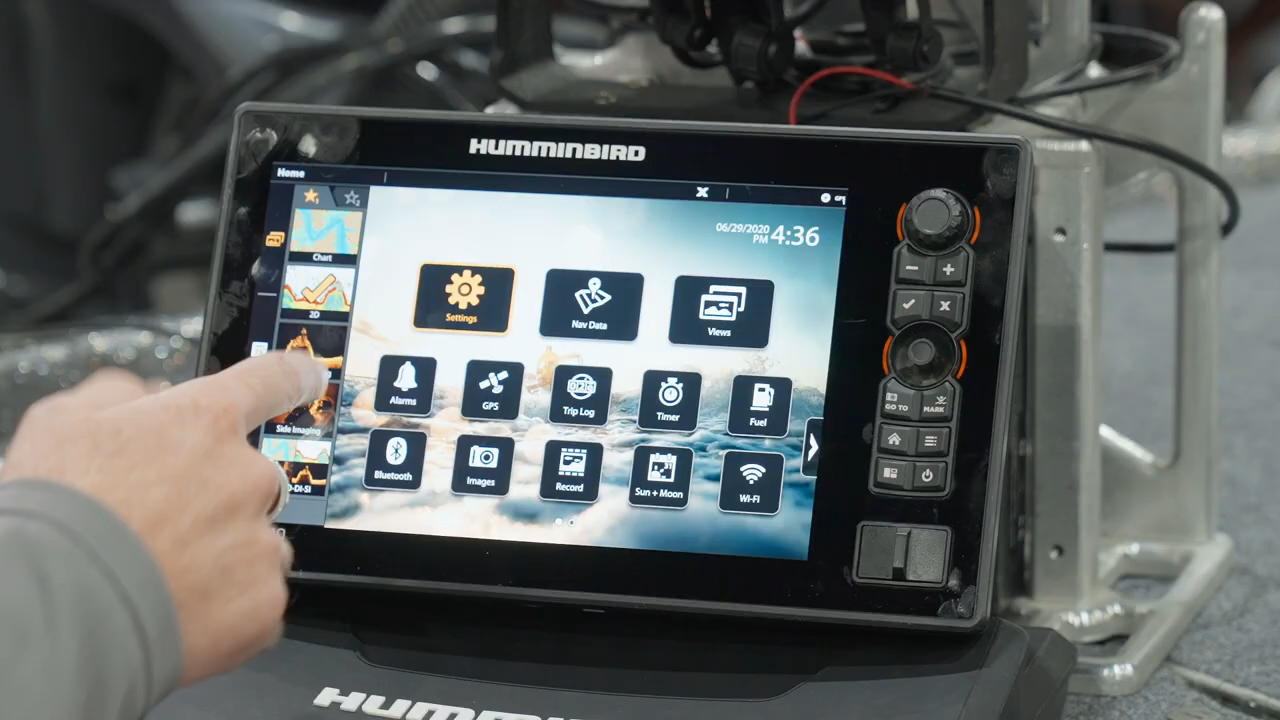 HUMMINBIRD
Home
06/29/2020
PM 4:36
Chart
2D
Side Imaging
Settings
Nav Data
Views
Alarms
GPS
Trip Log
Timer
Fuel
Bluetooth
Images
Record
Sun + Moon
Wi-Fi
GO TO
MARK